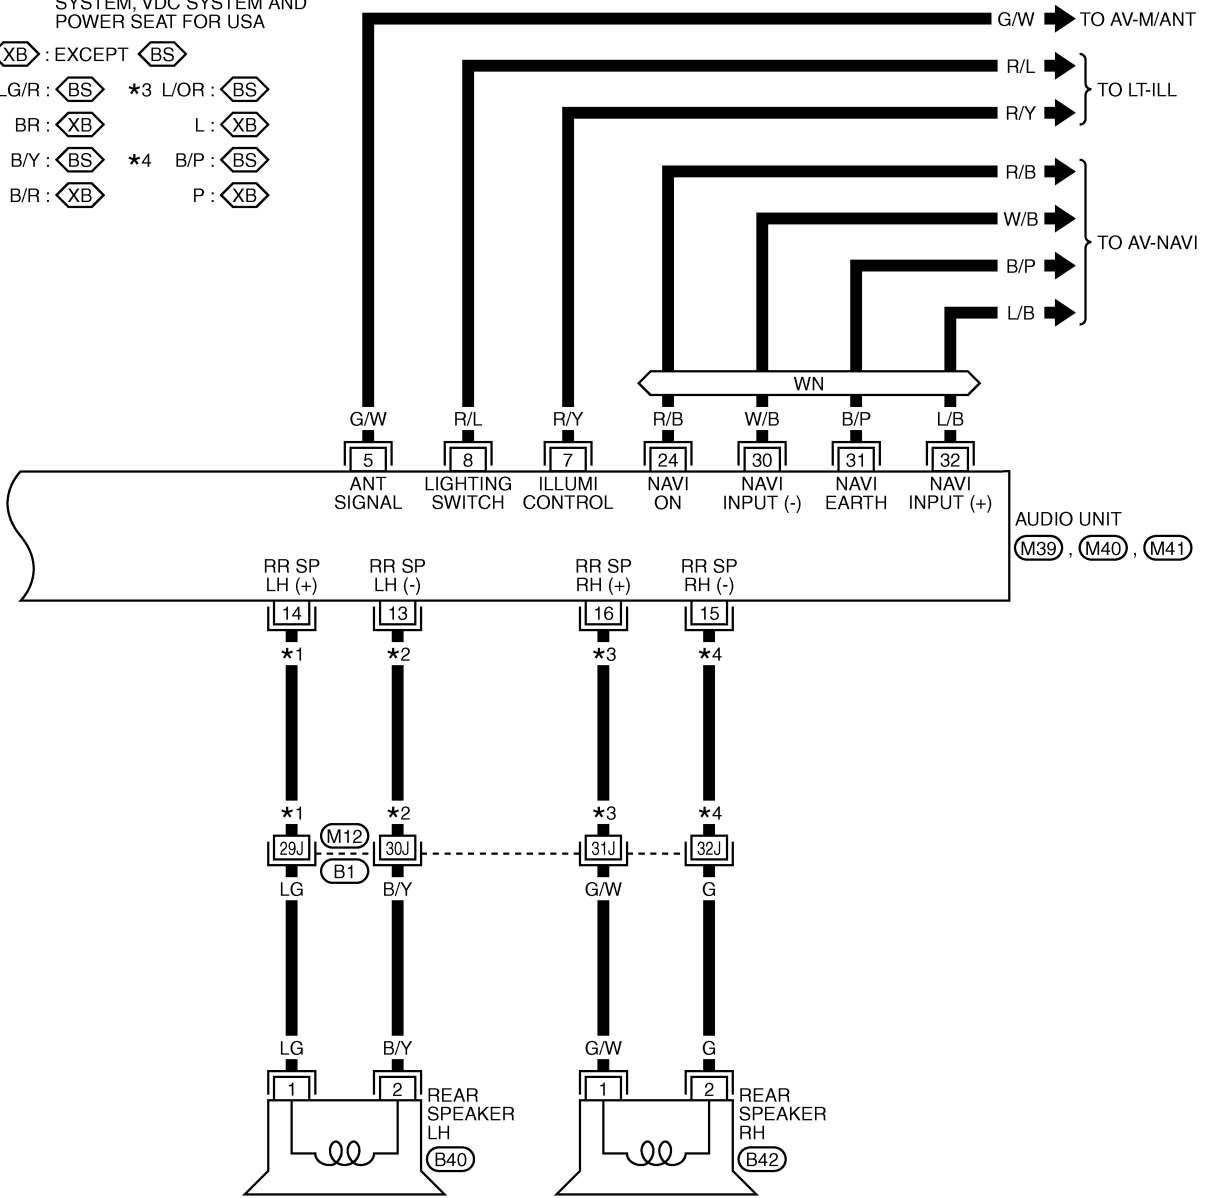 SYSTEM, VDC SYSTEM AND
POWER SEAT FOR USA
XB : EXCEPT BS
LG/R : BS *3 L/OR : BS
BR : XB L : XB
B/Y : BS *4 B/P : BS
B/R : XB P : XB
G/W TO AV-M/ANT
R/L
R/Y
TO LT-ILL
R/B
W/B
B/P
L/B
TO AV-NAVI
WN
G/W R/L R/Y R/B W/B B/P L/B
5 8 7 24 30 31 32
ANT SIGNAL
LIGHTING SWITCH
ILLUMI CONTROL
NAVI ON
NAVI INPUT (-)
NAVI EARTH
NAVI INPUT (+)
AUDIO UNIT
M39 , M40 , M41
RR SP LH (+)
RR SP LH (-)
RR SP RH (+)
RR SP RH (-)
14 13 16 15
*1 *2 *3 *4
*1 *2 *3 *4
29J M12 30J 31J 32J
B1
LG B/Y G/W G
LG B/Y G/W G
1 2 1 2
REAR
SPEAKER
LH
B40
REAR
SPEAKER
RH
B42